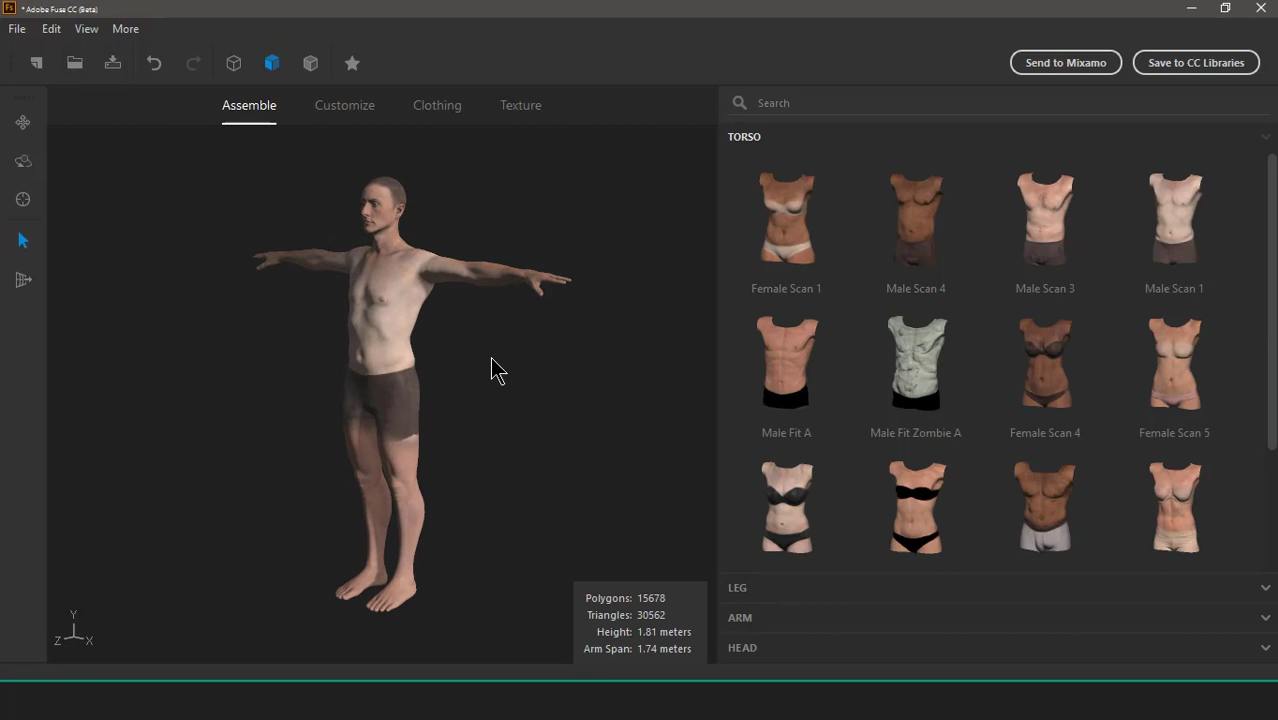 Fs * Adobe Fuse CC (Beta)
File Edit View More
Send to Mixamo Save to CC Libraries
Assemble Customize Clothing Texture
Search
TORSO
Female Scan 1 Male Scan 4 Male Scan 3 Male Scan 1
Male Fit A Male Fit Zombie A Female Scan 4 Female Scan 5
Polygons: 15678
Triangles: 30562
Height: 1.81 meters
Arm Span: 1.74 meters
Y
Z X
LEG
ARM
HEAD